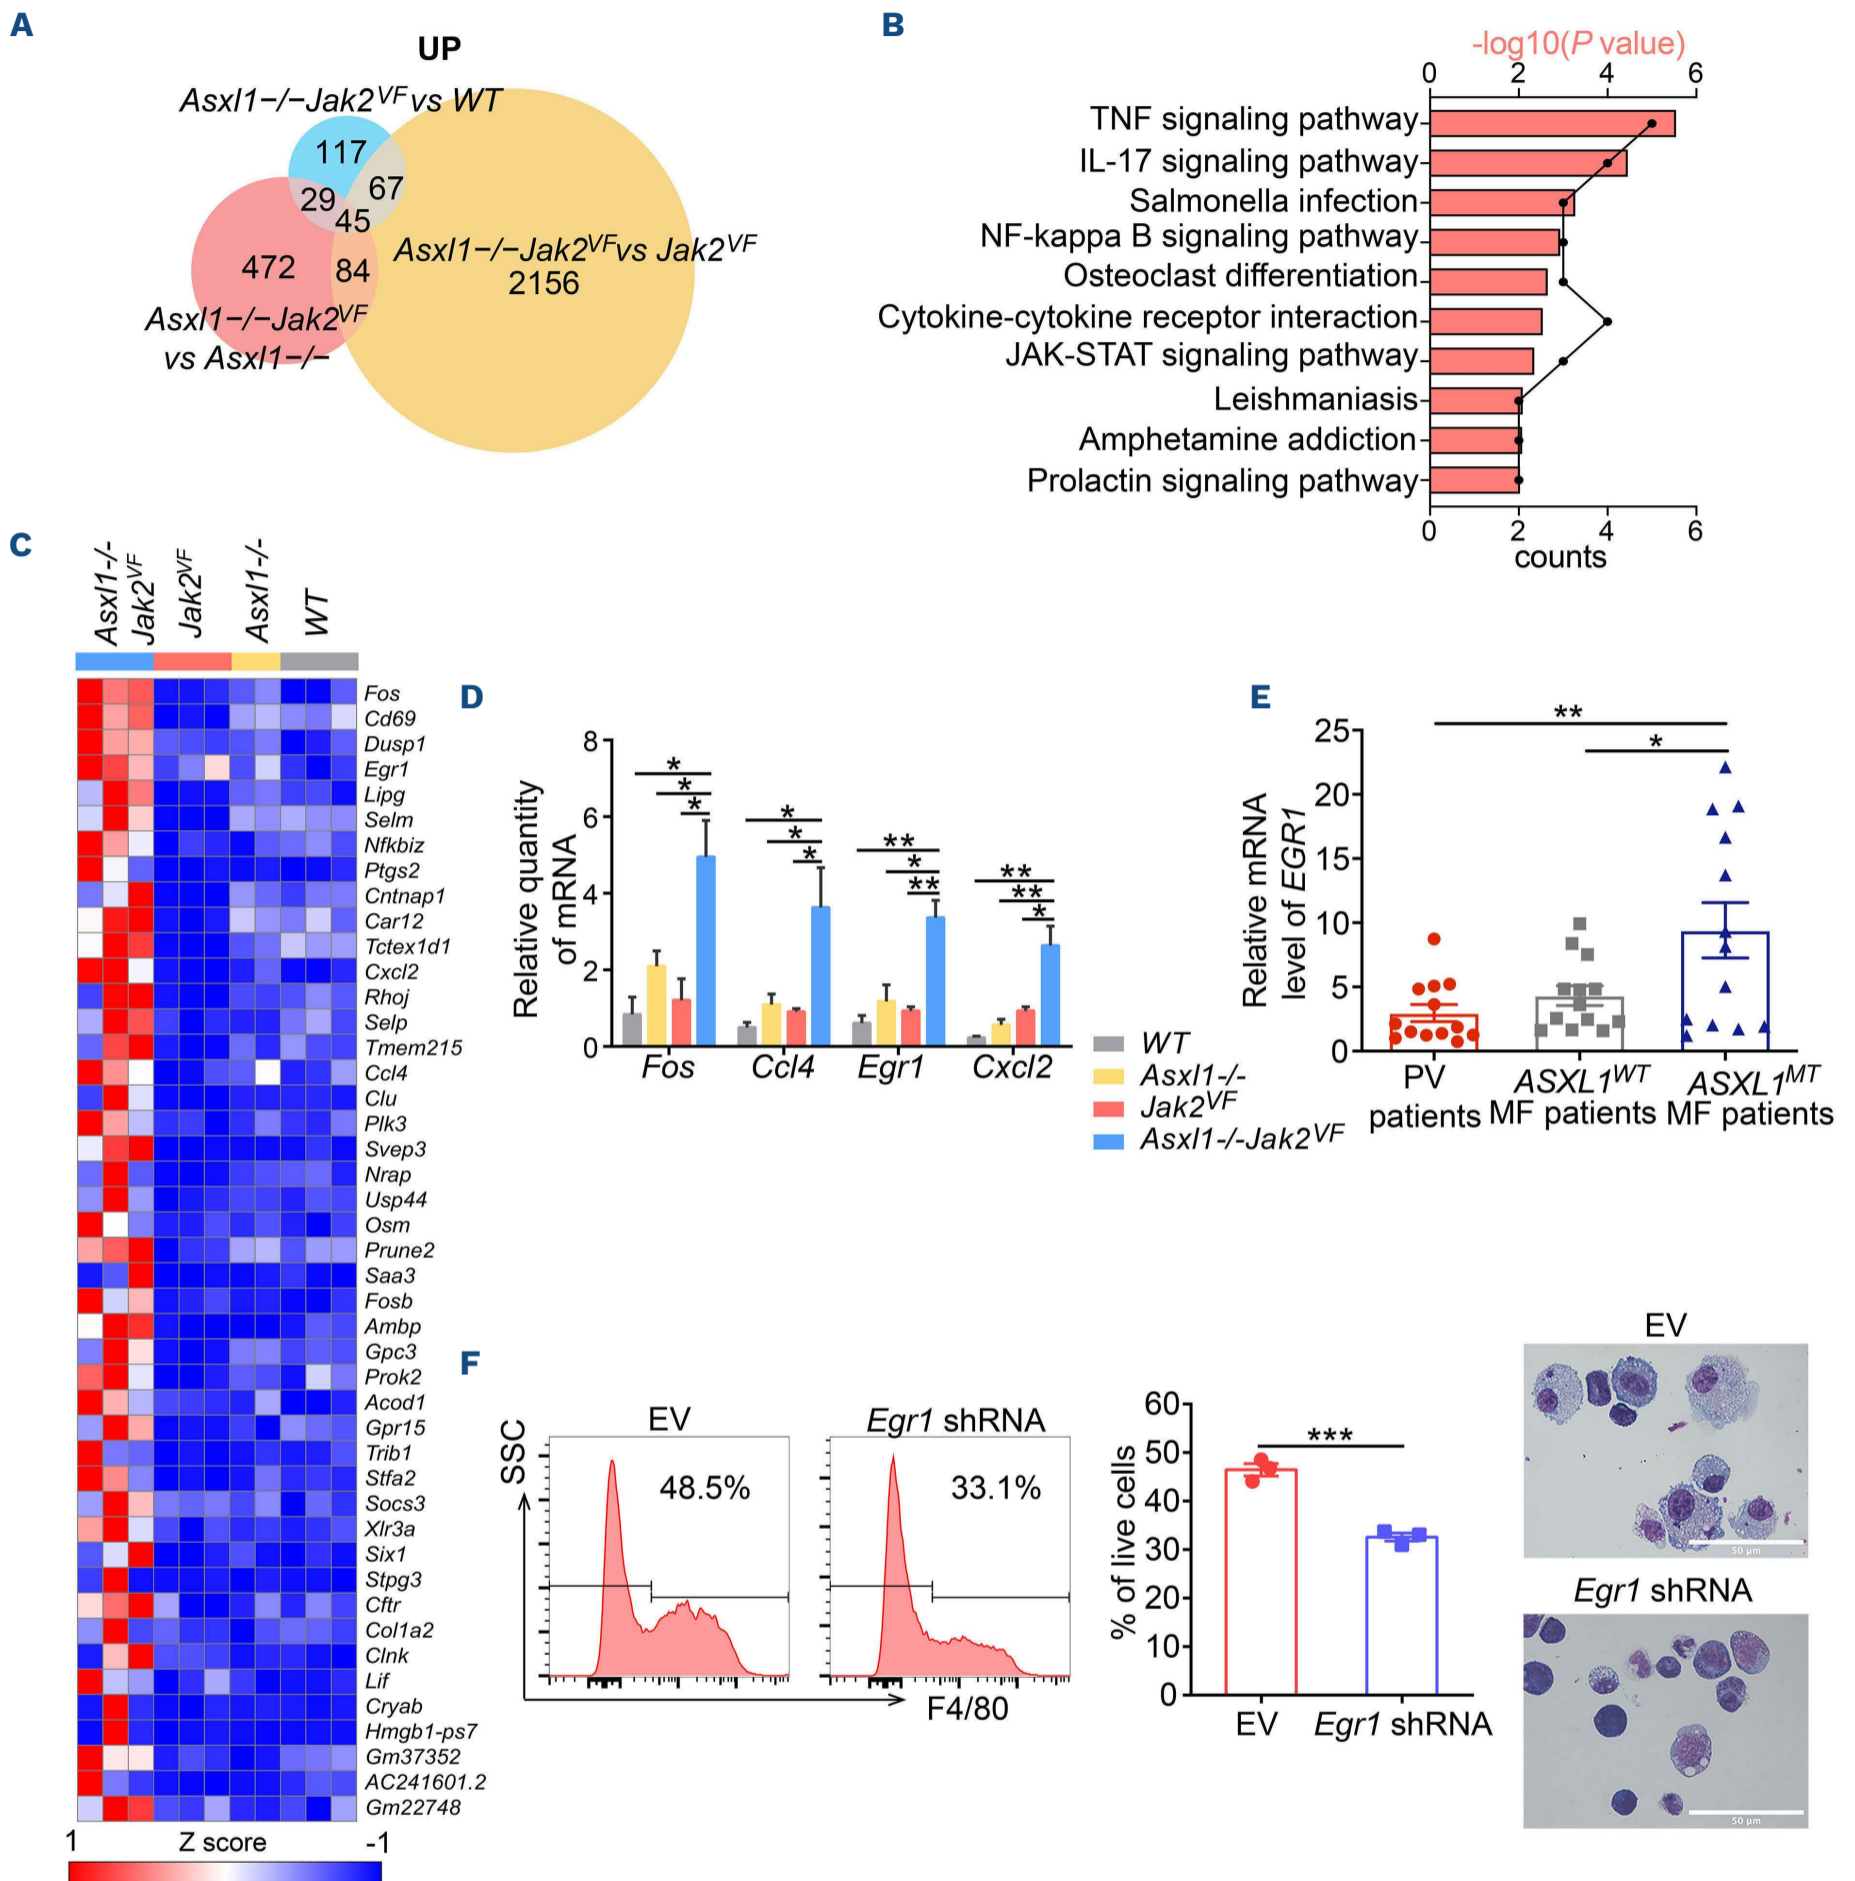 A
UP
Asxl1−/−Jak2VF vs WT
117
29
67
45
472
84
Asxl1−/−Jak2VF vs Jak2VF
2156
Asxl1−/−Jak2VF
vs Asxl1−/−
B
-log10(P value)
0 2 4 6
TNF signaling pathway
IL-17 signaling pathway
Salmonella infection
NF-kappa B signaling pathway
Osteoclast differentiation
Cytokine-cytokine receptor interaction
JAK-STAT signaling pathway
Leishmaniasis
Amphetamine addiction
Prolactin signaling pathway
0 2 4 6
counts
C
Asxl1-/-
Jak2VF
Jak2VF
Asxl1-/-
WT
Fos
Cd69
Dusp1
Egr1
Lipg
Selm
Nfkbiz
Ptgs2
Cntnap1
Car12
Tctex1d1
Cxcl2
Rhoj
Selp
Tmem215
Ccl4
Clu
Plk3
Svep3
Nrap
Usp44
Osm
Prune2
Saa3
Fosb
Ambp
Gpc3
Prok2
Acod1
Gpr15
Trib1
Stfa2
Socs3
Xlr3a
Six1
Stpg3
Cftr
Col1a2
Clnk
Lif
Cryab
Hmgb1-ps7
Gm37352
AC241601.2
Gm22748
1 Z score -1
D
Relative quantity
of mRNA
8
6
4
2
0
* * *
* * *
** * **
** ** *
Fos Ccl4 Egr1 Cxcl2
WT
Asxl1-/-
Jak2VF
Asxl1-/-Jak2VF
E
Relative mRNA
level of EGR1
25
20
15
10
5
0
**
*
PV
patients
ASXL1WT
MF patients
ASXL1MT
MF patients
F
SSC
EV
48.5%
Egr1 shRNA
33.1%
F4/80
% of live cells
60
50
40
30
20
10
0
***
EV Egr1 shRNA
EV
50 μm
Egr1 shRNA
50 μm